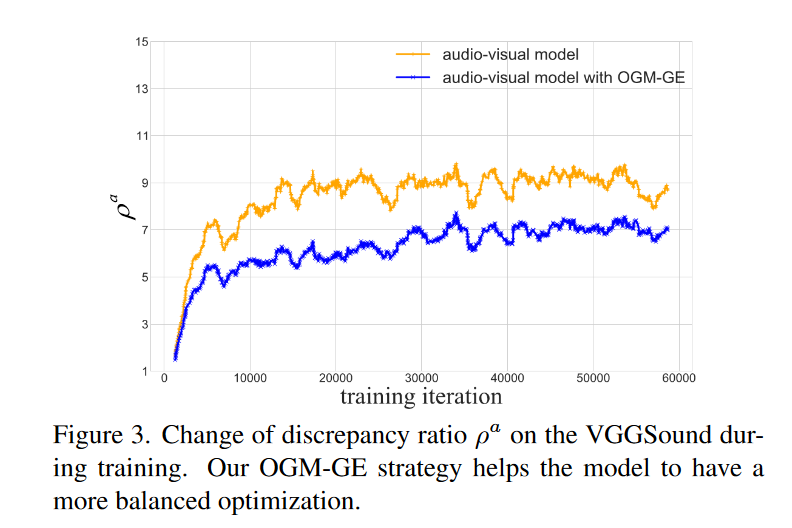 15
13
11
9
7
5
3
1
ρᵃ
audio-visual model
audio-visual model with OGM-GE
0 10000 20000 30000 40000 50000 60000
training iteration
Figure 3. Change of discrepancy ratio ρᵃ on the VGGSound dur-
ing training. Our OGM-GE strategy helps the model to have a
more balanced optimization.